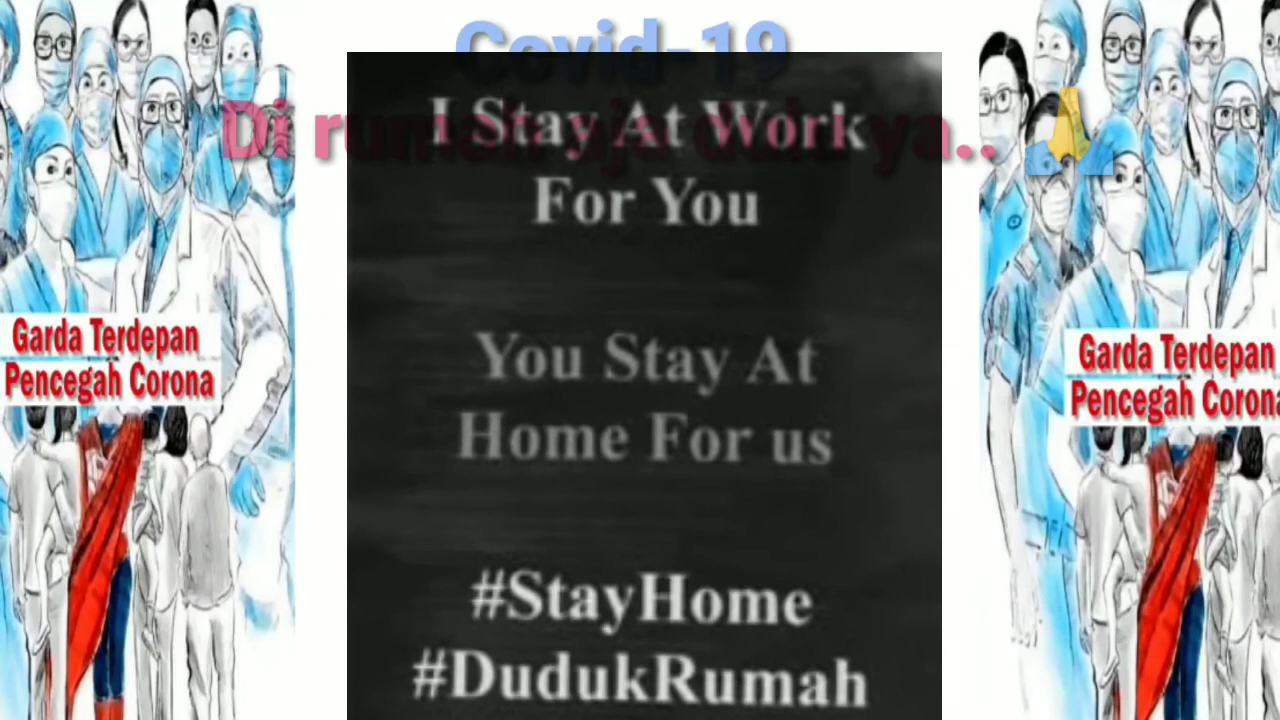 Covid-19
Di rumah aja dulu ya.. 🙏
I Stay At Work
For You
You Stay At
Home For us
#StayHome
#DudukRumah
Garda Terdepan
Pencegah Corona
Garda Terdepan
Pencegah Corona